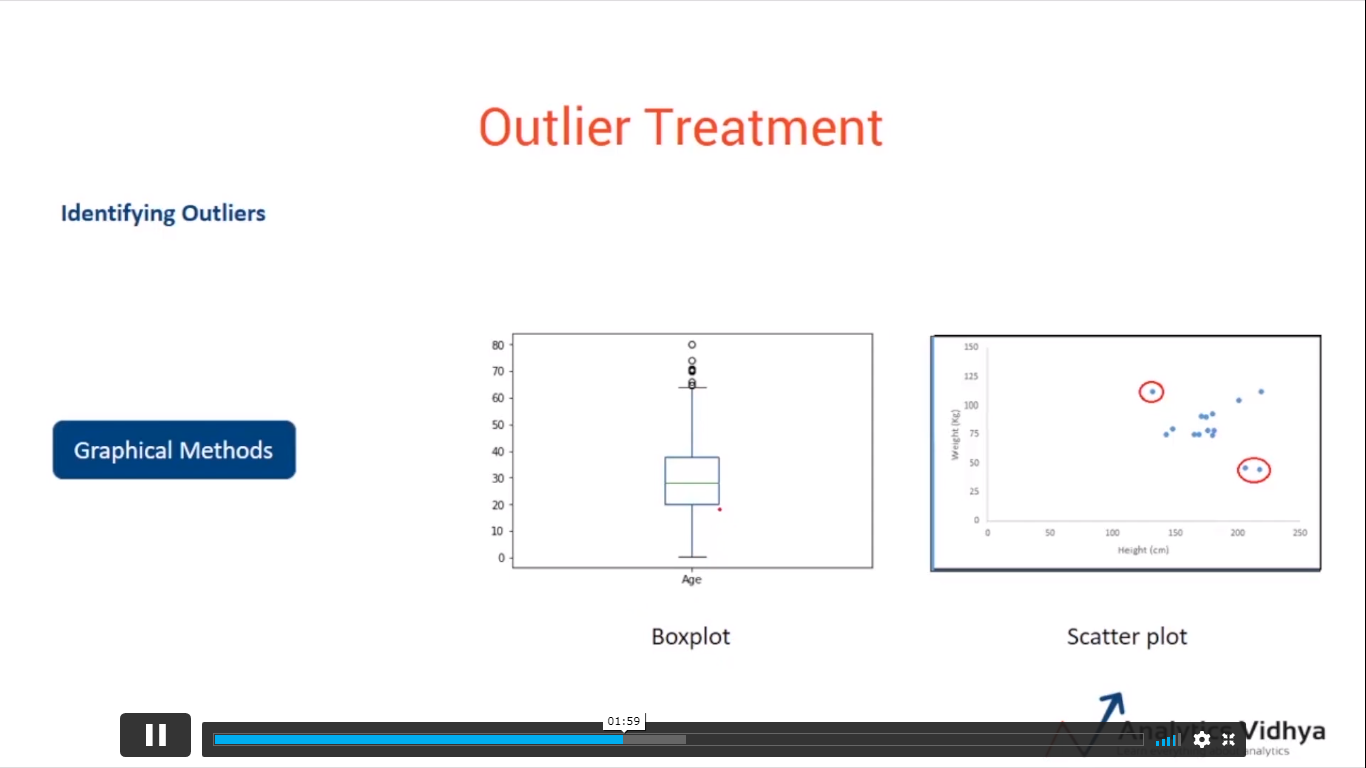 Outlier Treatment
Identifying Outliers
Graphical Methods
80
70
60
50
40
30
20
10
0
Age
Boxplot
150
125
100
75
50
25
0
Weight (Kg)
0 50 100 150 200 250
Height (cm)
Scatter plot
01:59
Analytics Vidhya
analytics